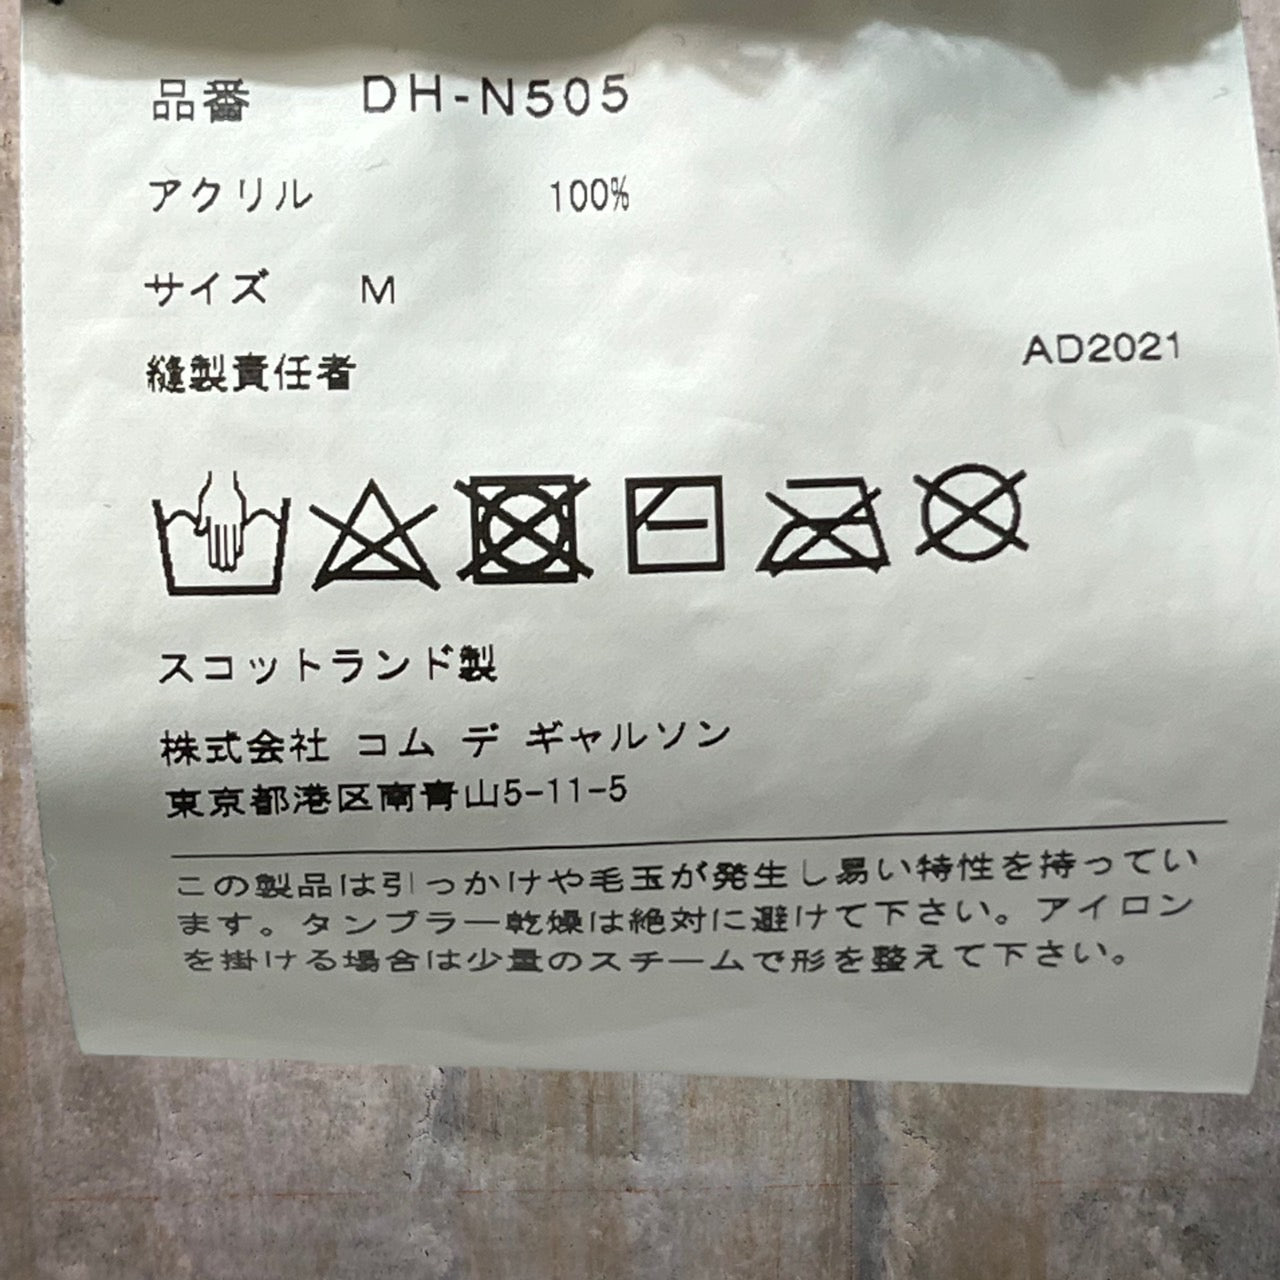 品番 DH-N505
アクリル 100%
サイズ M
縫製責任者
AD2021
スコットランド製
株式会社 コム デ ギャルソン
東京都港区南青山5-11-5
この製品は引っかけや毛玉が発生し易い特性を持ってい
ます。タンブラー乾燥は絶対に避けて下さい。アイロン
を掛ける場合は少量のスチームで形を整えて下さい。